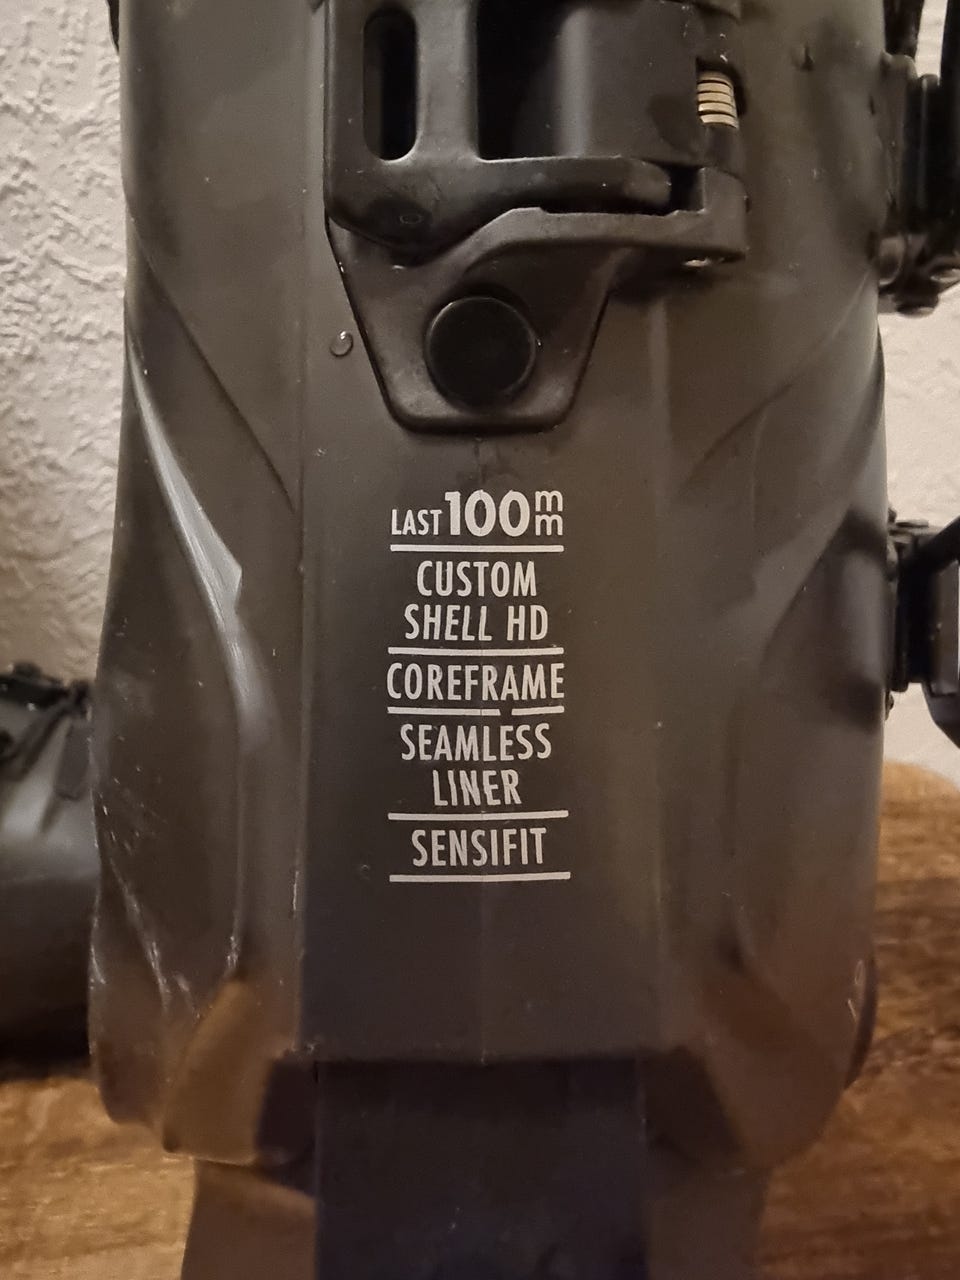 LAST 100mm
CUSTOM
SHELL HD
COREFRAME
SEAMLESS
LINER
SENSIFIT